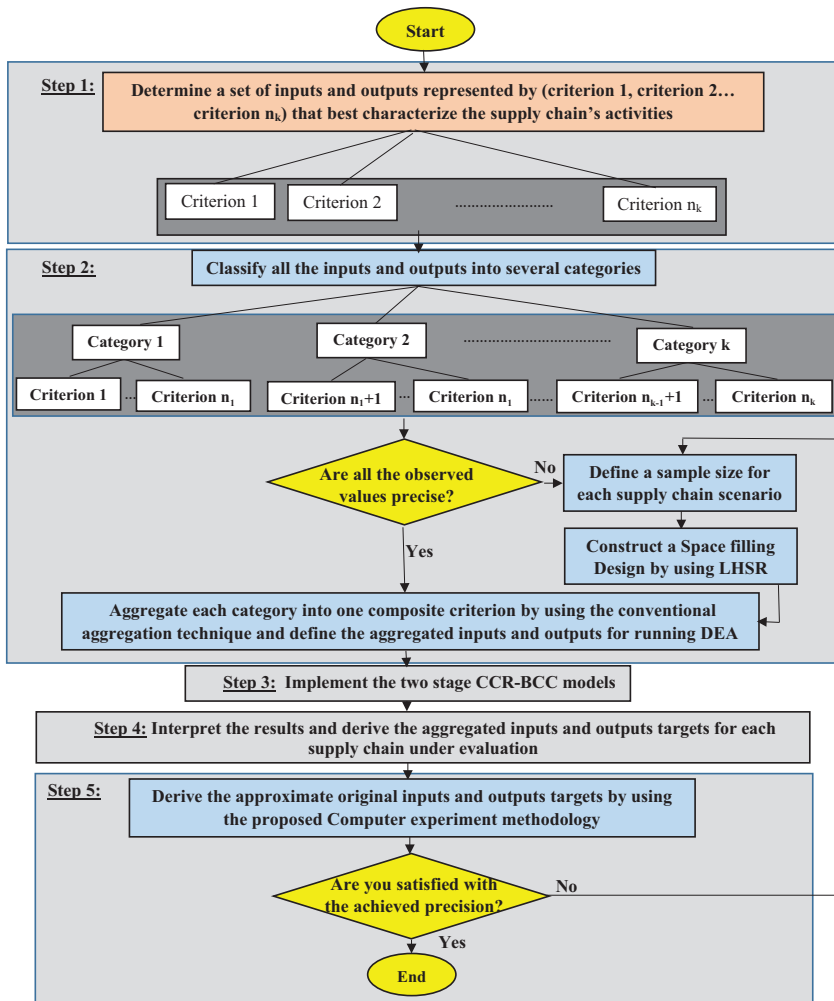 Start
Step 1:
Determine a set of inputs and outputs represented by (criterion 1, criterion 2…
criterion nk) that best characterize the supply chain's activities
Criterion 1
Criterion 2
........................
Criterion nk
Step 2:
Classify all the inputs and outputs into several categories
Category 1
Category 2
....................................
Category k
Criterion 1
...
Criterion n1
Criterion n1+1
...
Criterion n1
......
Criterion nk-1+1
...
Criterion nk
Are all the observed
values precise?
No
Define a sample size for
each supply chain scenario
Construct a Space filling
Design by using LHSR
Yes
Aggregate each category into one composite criterion by using the conventional
aggregation technique and define the aggregated inputs and outputs for running DEA
Step 3: Implement the two stage CCR-BCC models
Step 4: Interpret the results and derive the aggregated inputs and outputs targets for each
supply chain under evaluation
Step 5:
Derive the approximate original inputs and outputs targets by using
the proposed Computer experiment methodology
Are you satisfied with
the achieved precision?
No
Yes
End